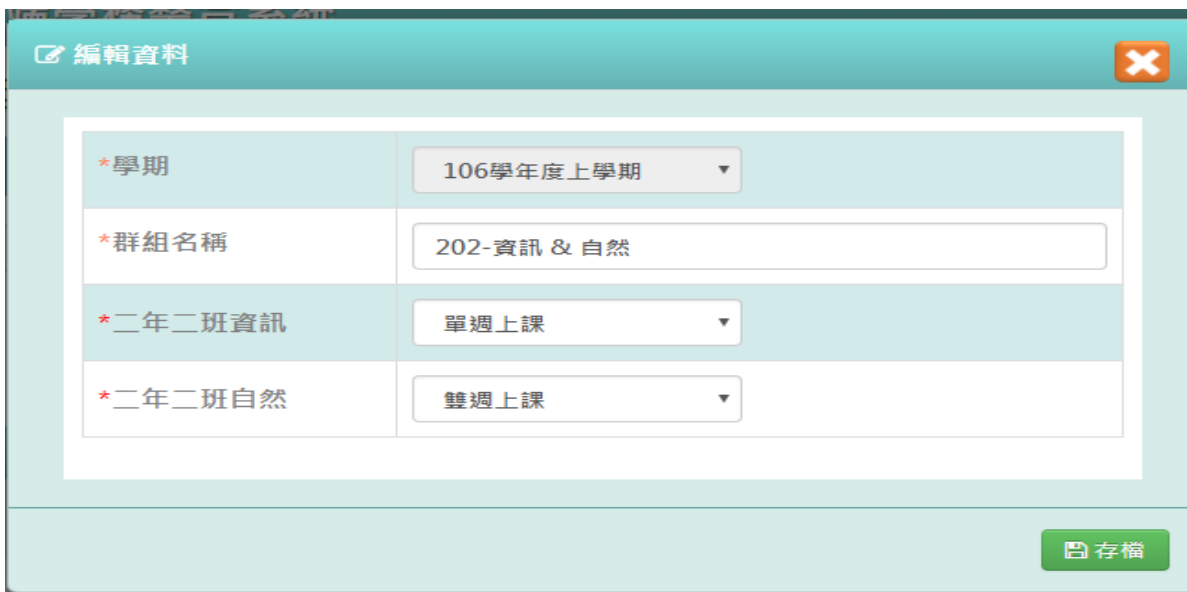 編輯資料
*學期 106學年度上學期
*群組名稱 202-資訊 & 自然
*二年二班資訊 單週上課
*二年二班自然 雙週上課
存檔